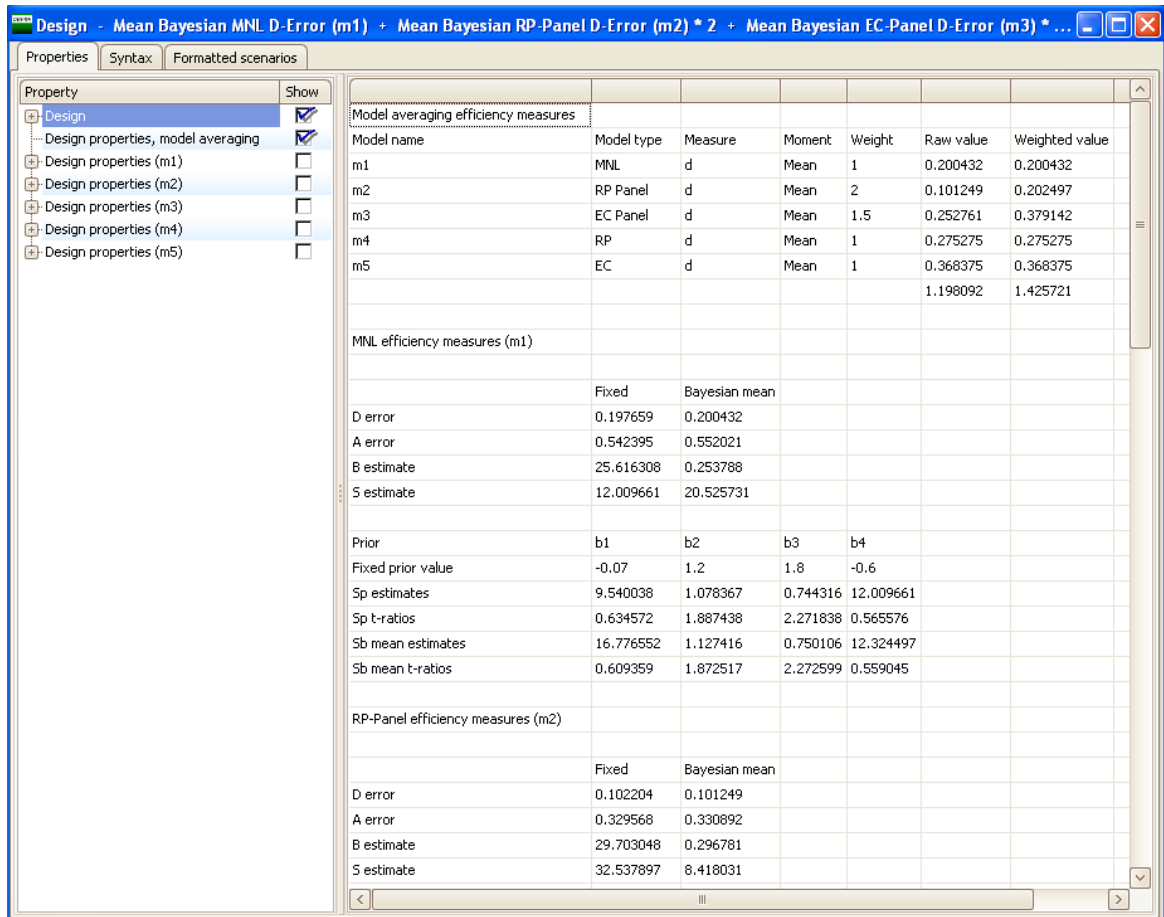 Design - Mean Bayesian MNL D-Error (m1) + Mean Bayesian RP-Panel D-Error (m2) * 2 + Mean Bayesian EC-Panel D-Error (m3) * ...
Properties Syntax Formatted scenarios
Property Show
Design
Design properties, model averaging
Design properties (m1)
Design properties (m2)
Design properties (m3)
Design properties (m4)
Design properties (m5)
Model averaging efficiency measures
Model name Model type Measure Moment Weight Raw value Weighted value
m1 MNL d Mean 1 0.200432 0.200432
m2 RP Panel d Mean 2 0.101249 0.202497
m3 EC Panel d Mean 1.5 0.252761 0.379142
m4 RP d Mean 1 0.275275 0.275275
m5 EC d Mean 1 0.368375 0.368375
1.198092 1.425721
MNL efficiency measures (m1)
Fixed Bayesian mean
D error 0.197659 0.200432
A error 0.542395 0.552021
B estimate 25.616308 0.253788
S estimate 12.009661 20.525731
Prior b1 b2 b3 b4
Fixed prior value -0.07 1.2 1.8 -0.6
Sp estimates 9.540038 1.078367 0.744316 12.009661
Sp t-ratios 0.634572 1.887438 2.271838 0.565576
Sb mean estimates 16.776552 1.127416 0.750106 12.324497
Sb mean t-ratios 0.609359 1.872517 2.272599 0.559045
RP-Panel efficiency measures (m2)
Fixed Bayesian mean
D error 0.102204 0.101249
A error 0.329568 0.330892
B estimate 29.703048 0.296781
S estimate 32.537897 8.418031